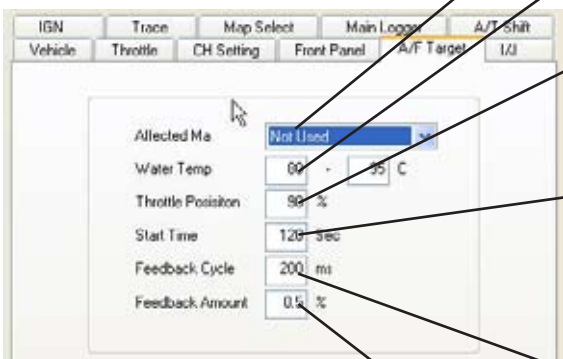 IGN Trace Map Select Main Logger A/T Shift
Vehicle Throttle CH Setting Front Panel A/F Target I/J
Affected Ma Not Used
Water Temp 80 - 95 C
Throttle Posisiton 90 %
Start Time 120 Sec
Feedback Cycle 200 ms
Feedback Amount 0.5 %